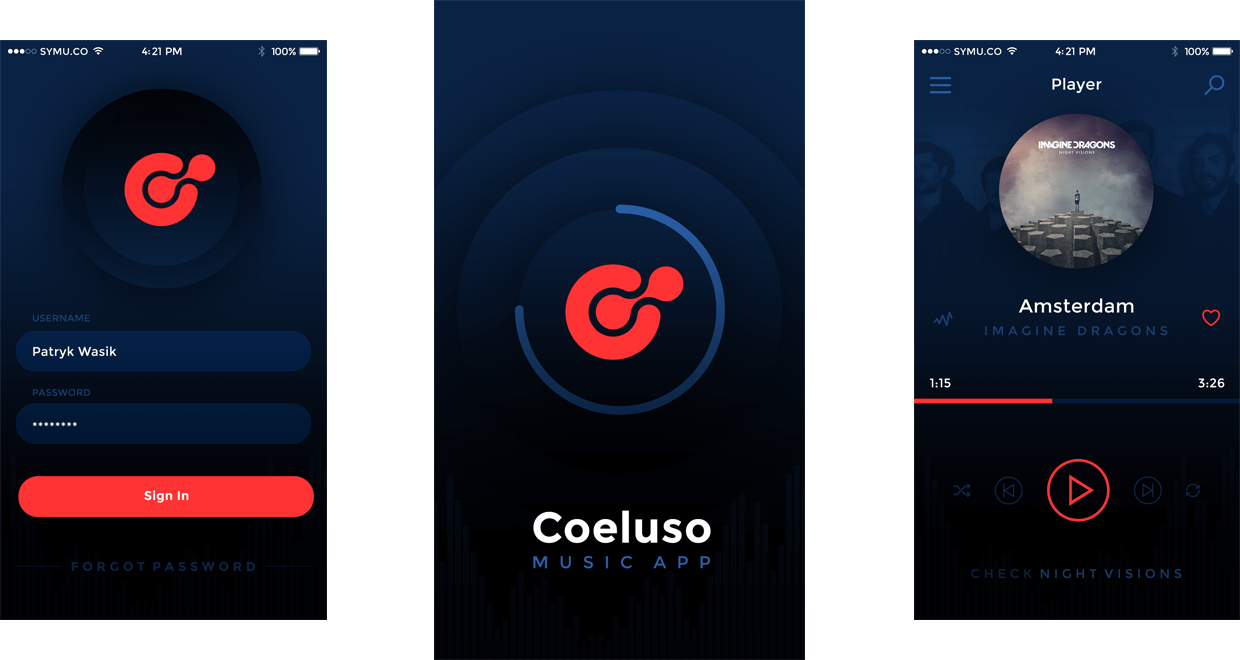 SYMU.CO 4:21 PM 100%
USERNAME
Patryk Wasik
PASSWORD
********
Sign In
FORGOT PASSWORD
Coeluso
MUSIC APP
SYMU.CO 4:21 PM 100%
Player
IMAGINE DRAGONS
NIGHT VISIONS
Amsterdam
IMAGINE DRAGONS
1:15 3:26
CHECK NIGHT VISIONS